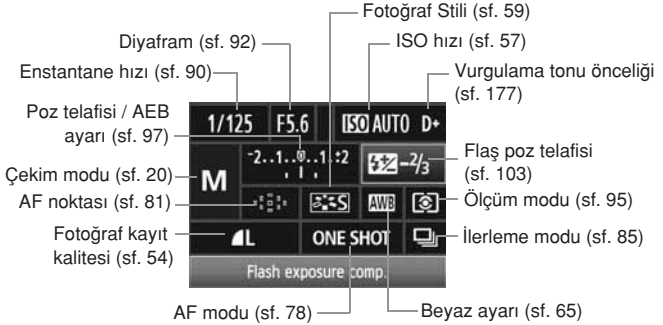 Fotoğraf Stili (sf. 59)
Diyafram (sf. 92)
ISO hızı (sf. 57)
Enstantane hızı (sf. 90)
Vurgulama tonu önceliği
(sf. 177)
Poz telafisi / AEB
ayarı (sf. 97)
1/125 F5.6 ISO AUTO D+
-2..1..0..1..:2
-2/3
Flaş poz telafisi
(sf. 103)
Çekim modu (sf. 20)
M
AF noktası (sf. 81)
S AWB
Ölçüm modu (sf. 95)
Fotoğraf kayıt
kalitesi (sf. 54)
L ONE SHOT
İlerleme modu (sf. 85)
Flash exposure comp.
AF modu (sf. 78)
Beyaz ayarı (sf. 65)